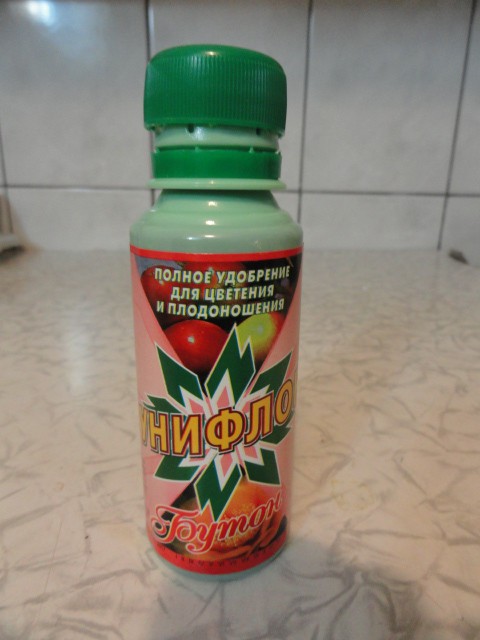 ПОЛНОЕ УДОБРЕНИЕ
ДЛЯ ЦВЕТЕНИЯ
И ПЛОДОНОШЕНИЯ
УНИФЛО
Бутон